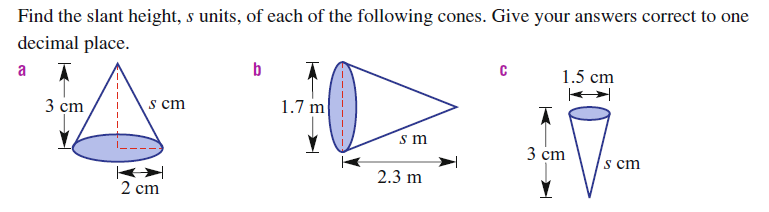 Find the slant height, s units, of each of the following cones. Give your answers correct to one
decimal place.
a
3 cm
s cm
2 cm
b
1.7 m
s m
2.3 m
c
1.5 cm
3 cm
s cm